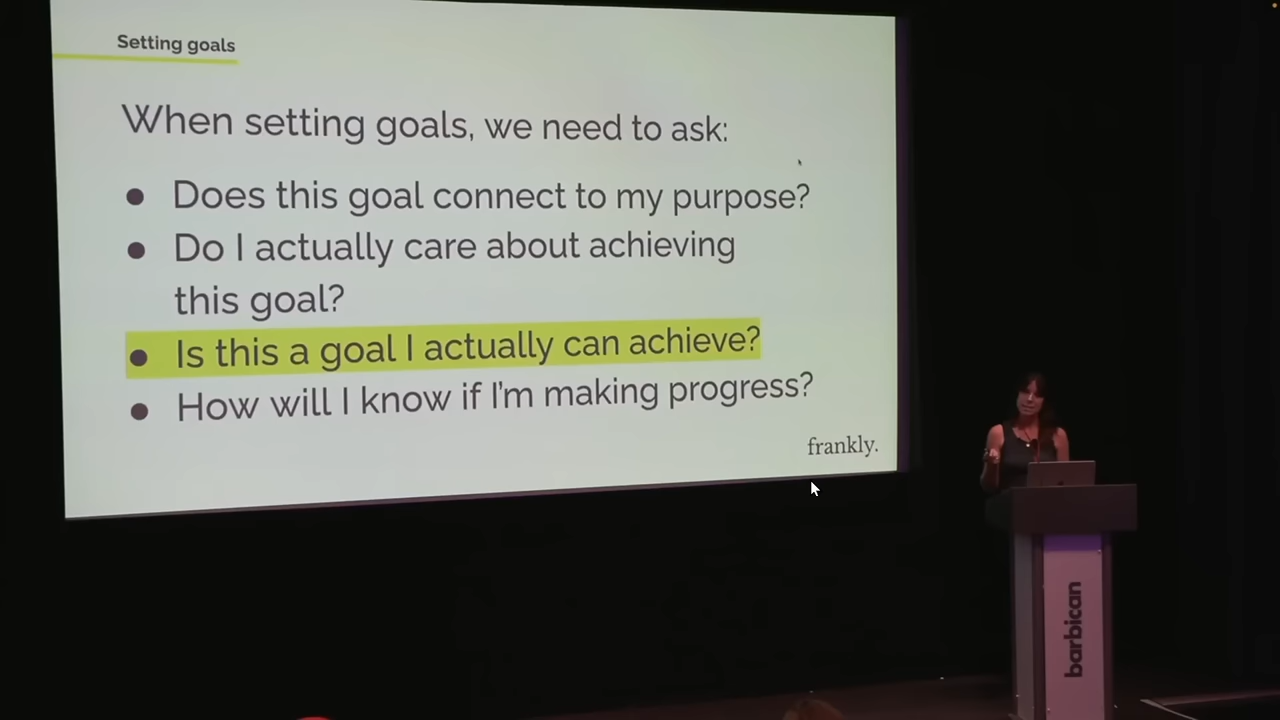 Setting goals
When setting goals, we need to ask:
● Does this goal connect to my purpose?
● Do I actually care about achieving
this goal?
● Is this a goal I actually can achieve?
● How will I know if I'm making progress?
frankly.
barbican